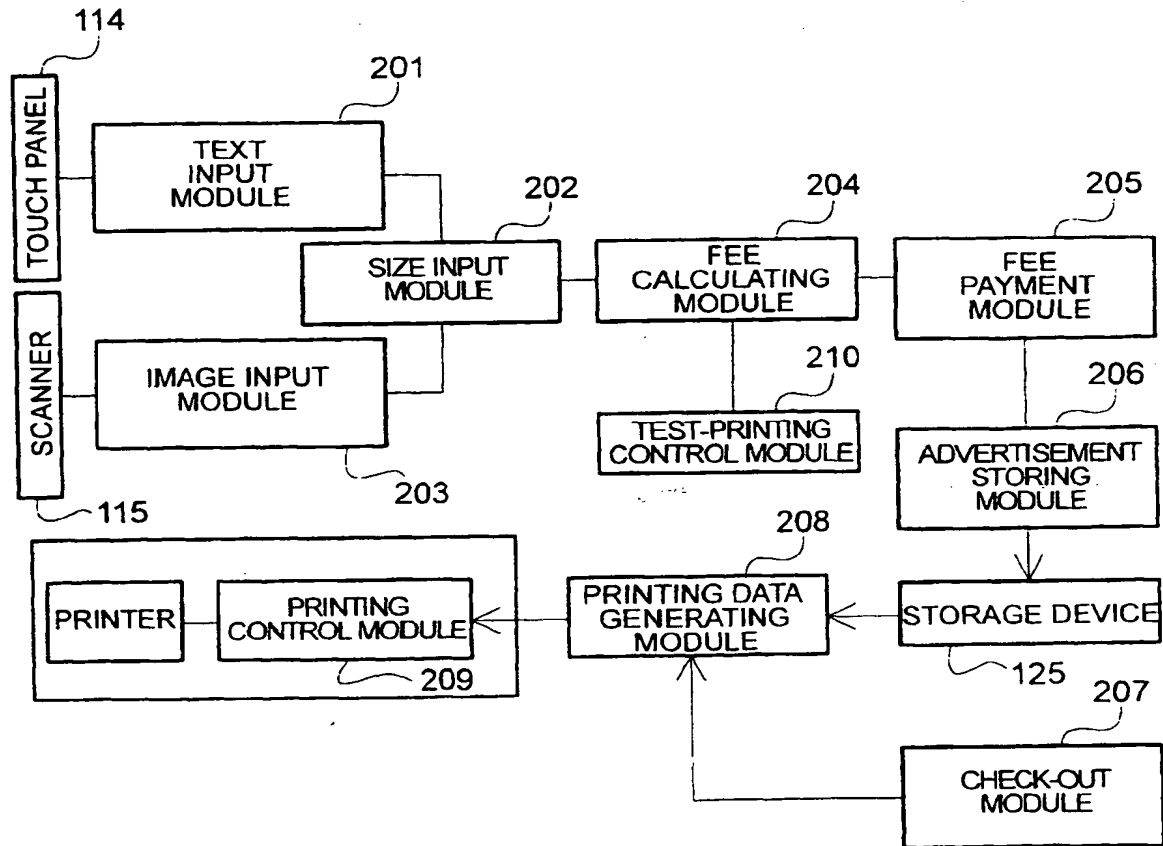 114
TOUCH PANEL
201
TEXT
INPUT
MODULE
202
SIZE INPUT
MODULE
204
FEE
CALCULATING
MODULE
205
FEE
PAYMENT
MODULE
SCANNER
115
IMAGE INPUT
MODULE
203
210
TEST-PRINTING
CONTROL MODULE
206
ADVERTISEMENT
STORING
MODULE
PRINTER
PRINTING
CONTROL MODULE
209
208
PRINTING DATA
GENERATING
MODULE
STORAGE DEVICE
125
207
CHECK-OUT
MODULE